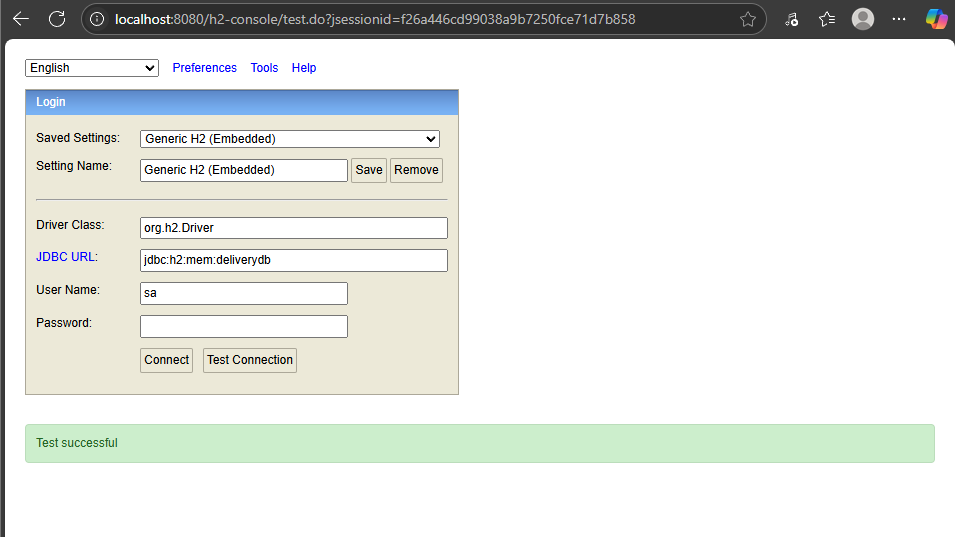 localhost:8080/h2-console/test.do?jsessionid=f26a446cd99038a9b7250fce71d7b858
English Preferences Tools Help
Login
Saved Settings: Generic H2 (Embedded)
Setting Name: Generic H2 (Embedded) Save Remove
Driver Class: org.h2.Driver
JDBC URL: jdbc:h2:mem:deliverydb
User Name: sa
Password:
Connect Test Connection
Test successful